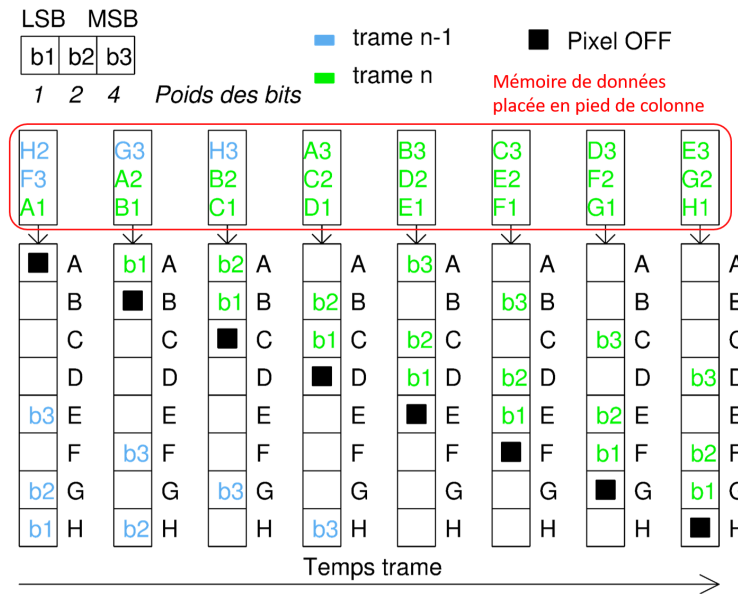 LSB MSB
b1 b2 b3
1 2 4 Poids des bits
trame n-1
trame n
Pixel OFF
Mémoire de données
placée en pied de colonne
H2 G3 H3 A3 B3 C3 D3 E3
F3 A2 B2 C2 D2 E2 F2 G2
A1 B1 C1 D1 E1 F1 G1 H1
A b1 A b2 A A b3 A A A A
B B b1 B b2 B B b3 B B B
C C C b1 C b2 C C b3 C C
D D D D b1 D b2 D D b3 D
b3 E E E E E b1 E b2 E E
F b3 F F F F F b1 F b2 F
b2 G G b3 G G G G G b1 G
b1 H b2 H H b3 H H H H H
Temps trame